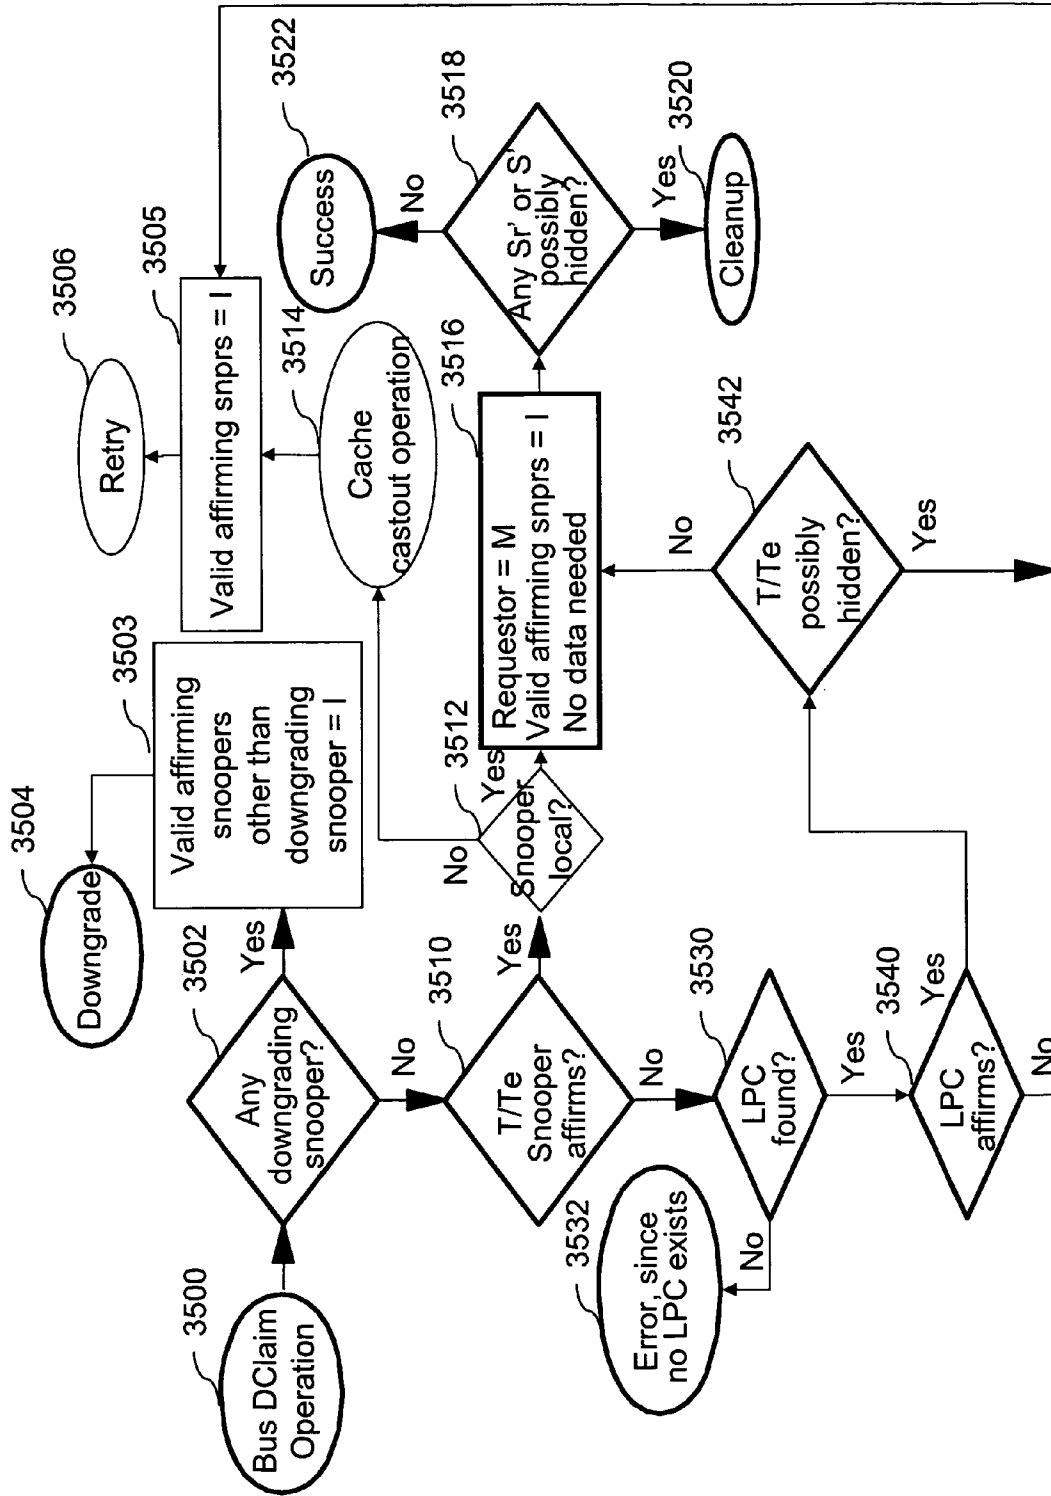 3500
Bus DClaim
Operation
3502
Any
downgrading
snooper?
Yes
No
3504
Downgrade
3503
Valid affirming
snoopers
other than
downgrading
snooper = I
3506
Retry
3505
Valid affirming snprs = I
3510
T/Te
Snooper
affirms?
Yes
No
3512
Snooper
local?
No
Yes
3514
Cache
castout operation
3516
Requestor = M
Valid affirming snprs = I
No data needed
3518
Any Sr' or S'
possibly
hidden?
No
Yes
3522
Success
3520
Cleanup
3530
LPC
found?
No
Yes
3532
Error, since
no LPC exists
3540
LPC
affirms?
Yes
No
3542
T/Te
possibly
hidden?
No
Yes